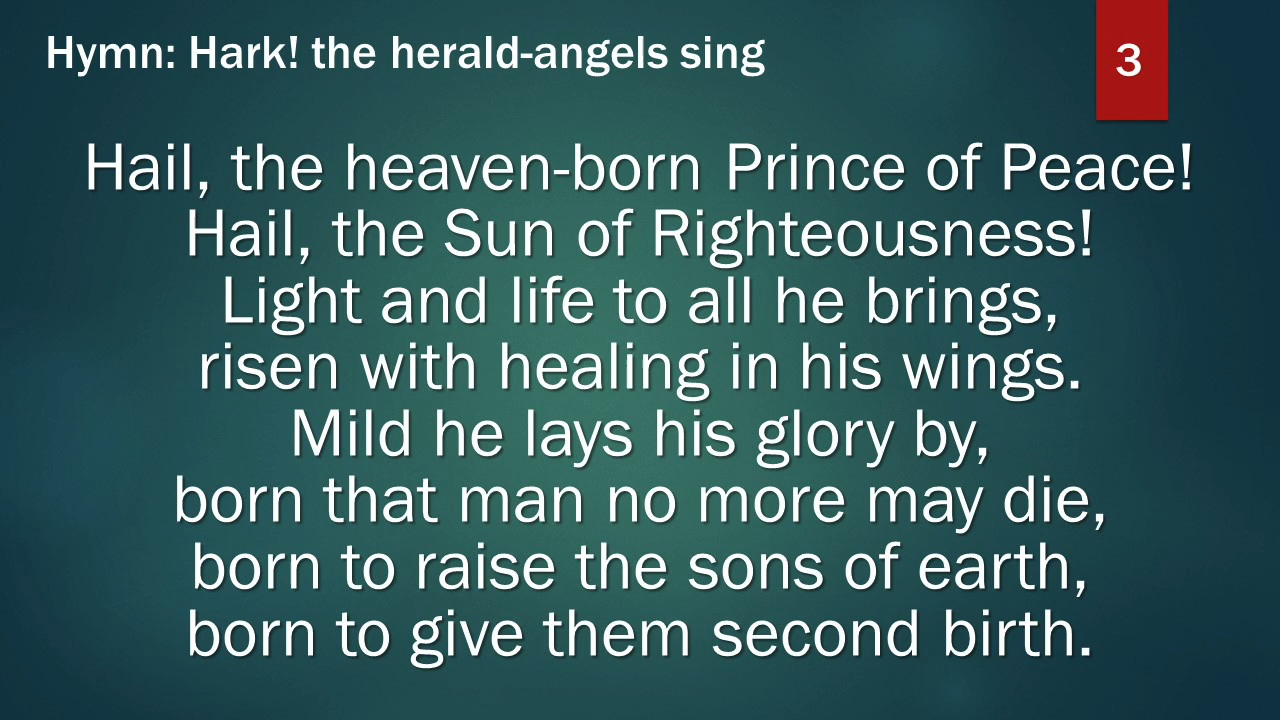 Hymn: Hark! the herald-angels sing
3
Hail, the heaven-born Prince of Peace!
Hail, the Sun of Righteousness!
Light and life to all he brings,
risen with healing in his wings.
Mild he lays his glory by,
born that man no more may die,
born to raise the sons of earth,
born to give them second birth.